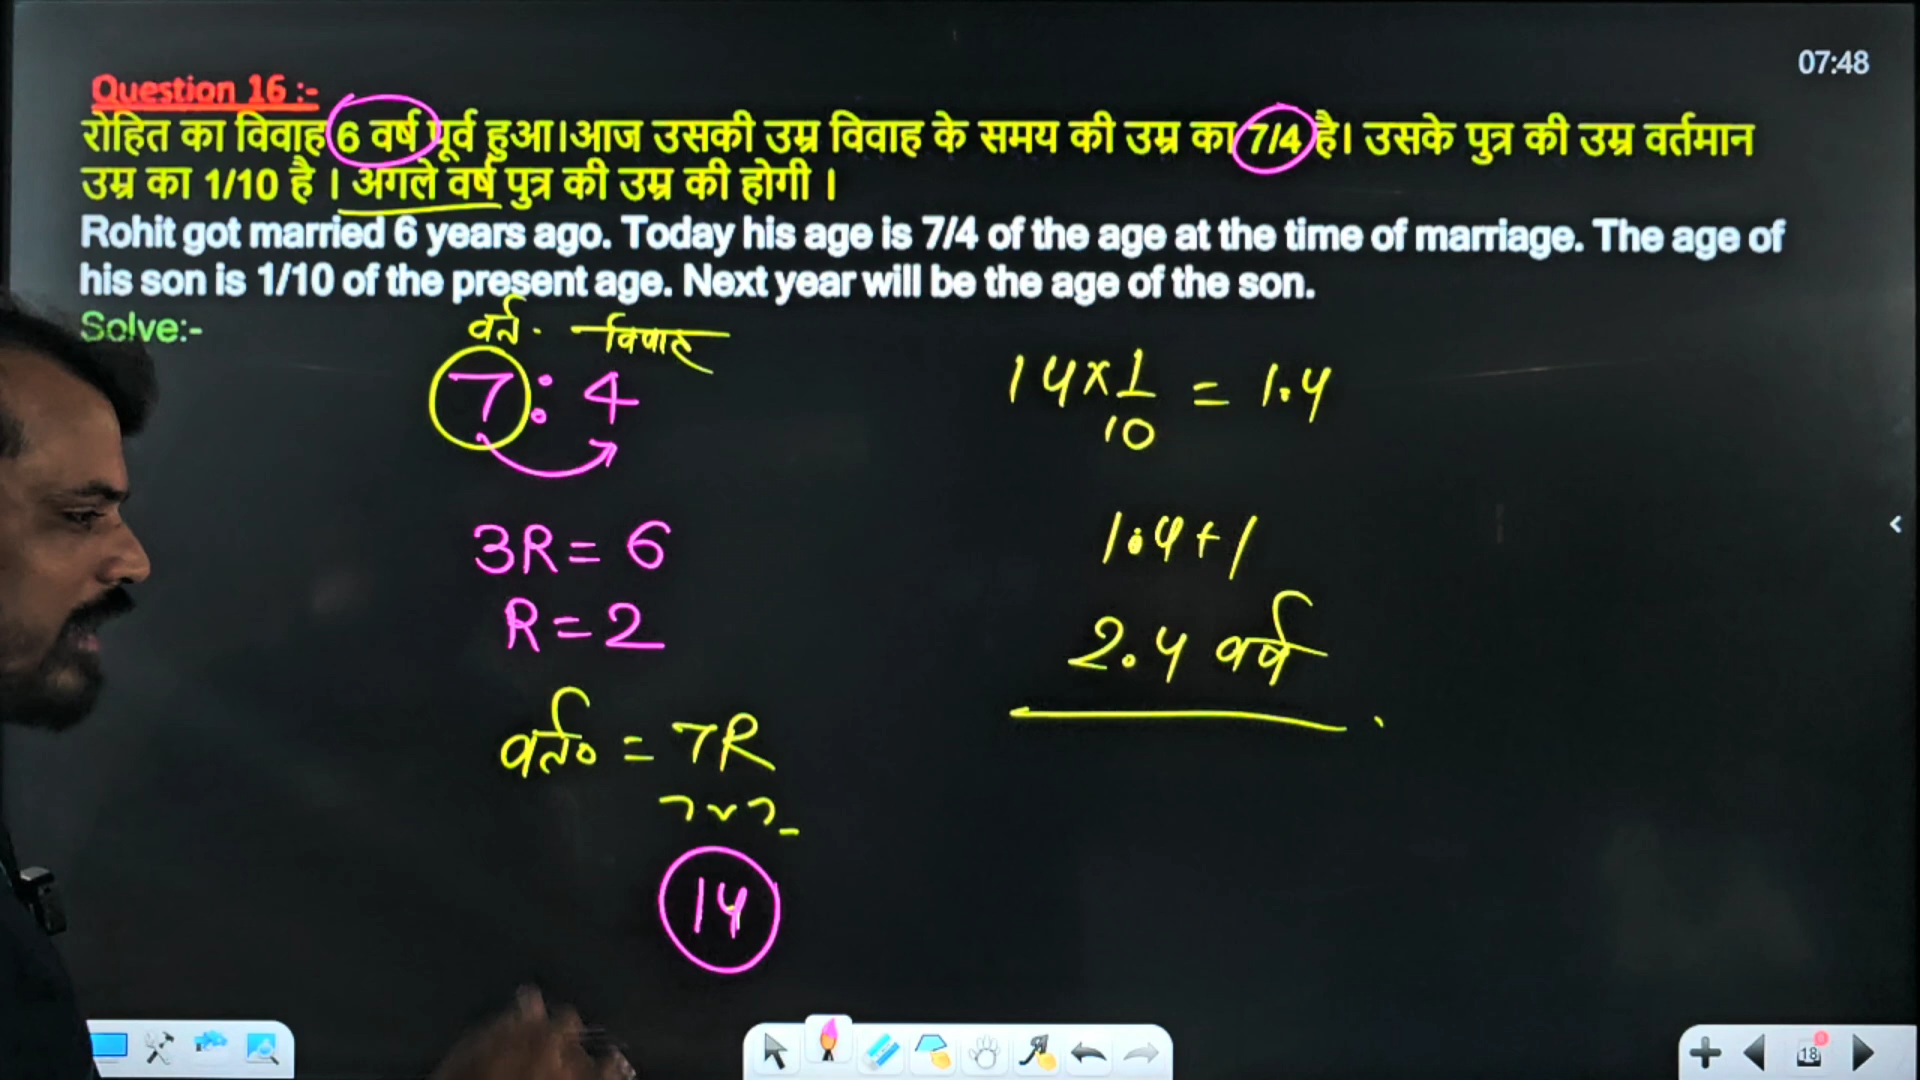 07:48
Question 16 :-
रोहित का विवाह 6 वर्ष पूर्व हुआ।आज उसकी उम्र विवाह के समय की उम्र का 7/4 है। उसके पुत्र की उम्र वर्तमान
उम्र का 1/10 है । अगले वर्ष पुत्र की उम्र की होगी ।
Rohit got married 6 years ago. Today his age is 7/4 of the age at the time of marriage. The age of
his son is 1/10 of the present age. Next year will be the age of the son.
Solve:-
वर्त. विवाह
7 : 4
3R = 6
R = 2
वर्त० = 7R
14
14 × 1/10 = 1.4
1.4 + 1
2.4 वर्ष
18